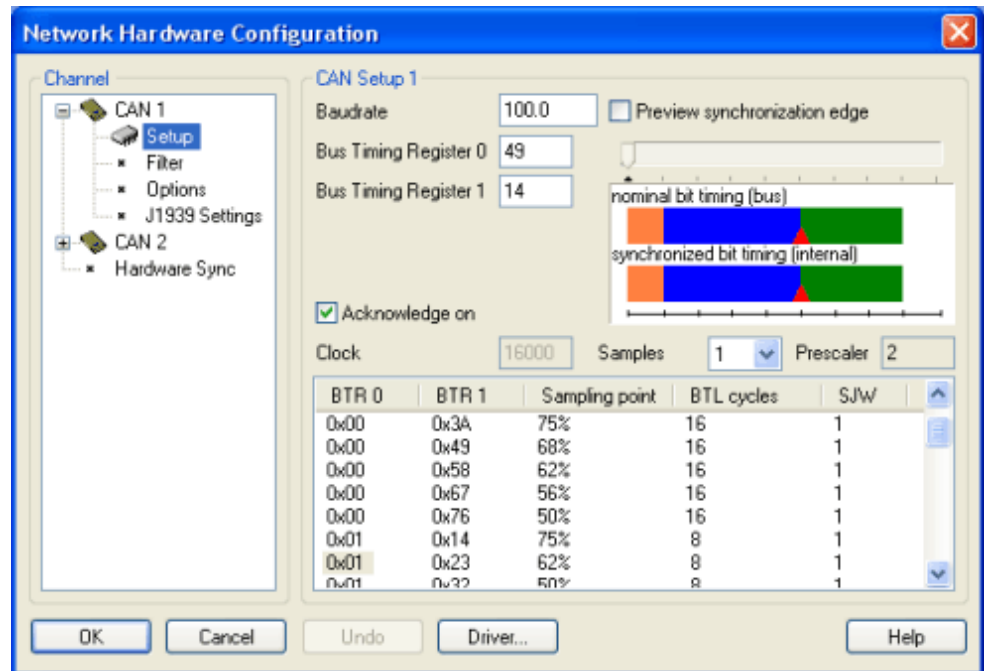 Network Hardware Configuration
Channel
CAN 1
Setup
Filter
Options
J1939 Settings
CAN 2
Hardware Sync
CAN Setup 1
Baudrate 100.0 Preview synchronization edge
Bus Timing Register 0 49
Bus Timing Register 1 14
nominal bit timing (bus)
synchronized bit timing (internal)
Acknowledge on
Clock 16000 Samples 1 Prescaler 2
BTR 0 BTR 1 Sampling point BTL cycles SJW
0x00 0x3A 75% 16 1
0x00 0x49 68% 16 1
0x00 0x58 62% 16 1
0x00 0x67 56% 16 1
0x00 0x76 50% 16 1
0x01 0x14 75% 8 1
0x01 0x23 62% 8 1
0x01 0x32 50% 8 1
OK Cancel Undo Driver... Help